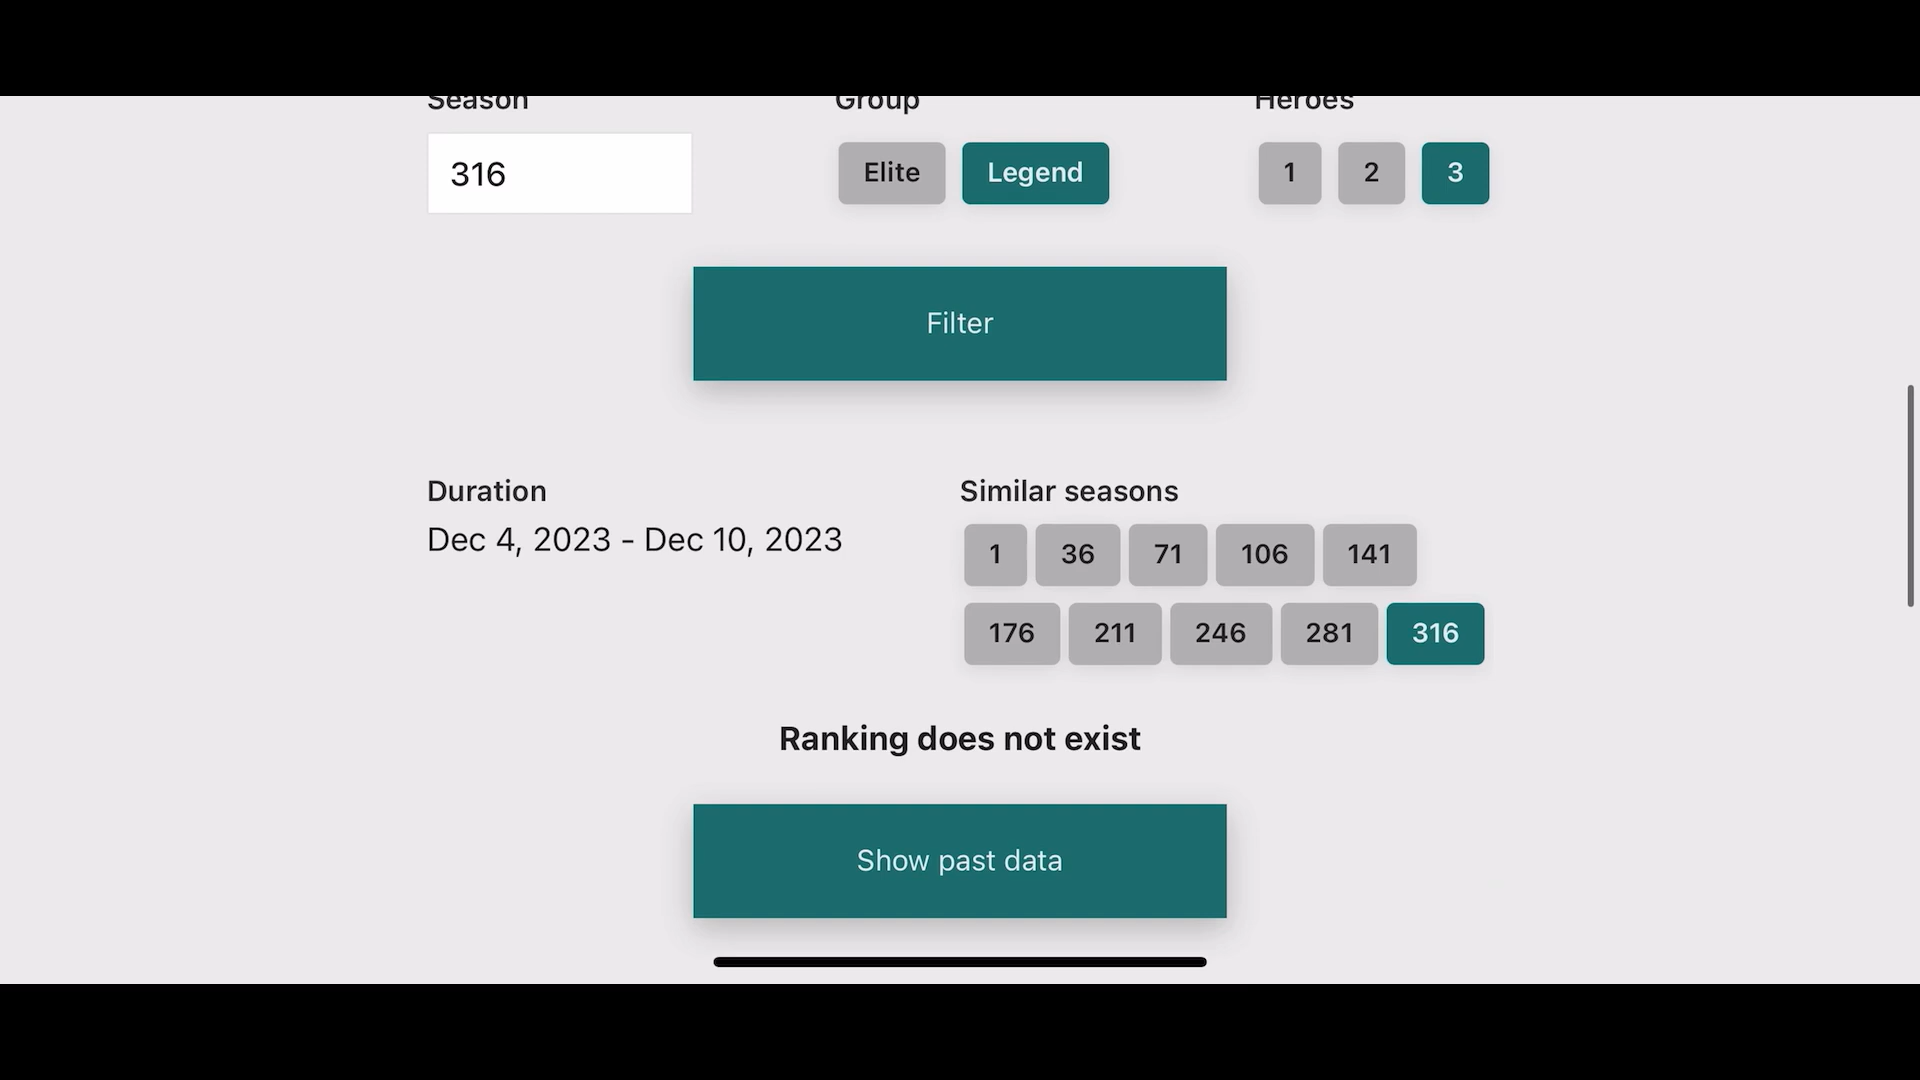 Season Group Heroes
316 Elite Legend 1 2 3
Filter
Duration Similar seasons
Dec 4, 2023 - Dec 10, 2023
1 36 71 106 141
176 211 246 281 316
Ranking does not exist
Show past data